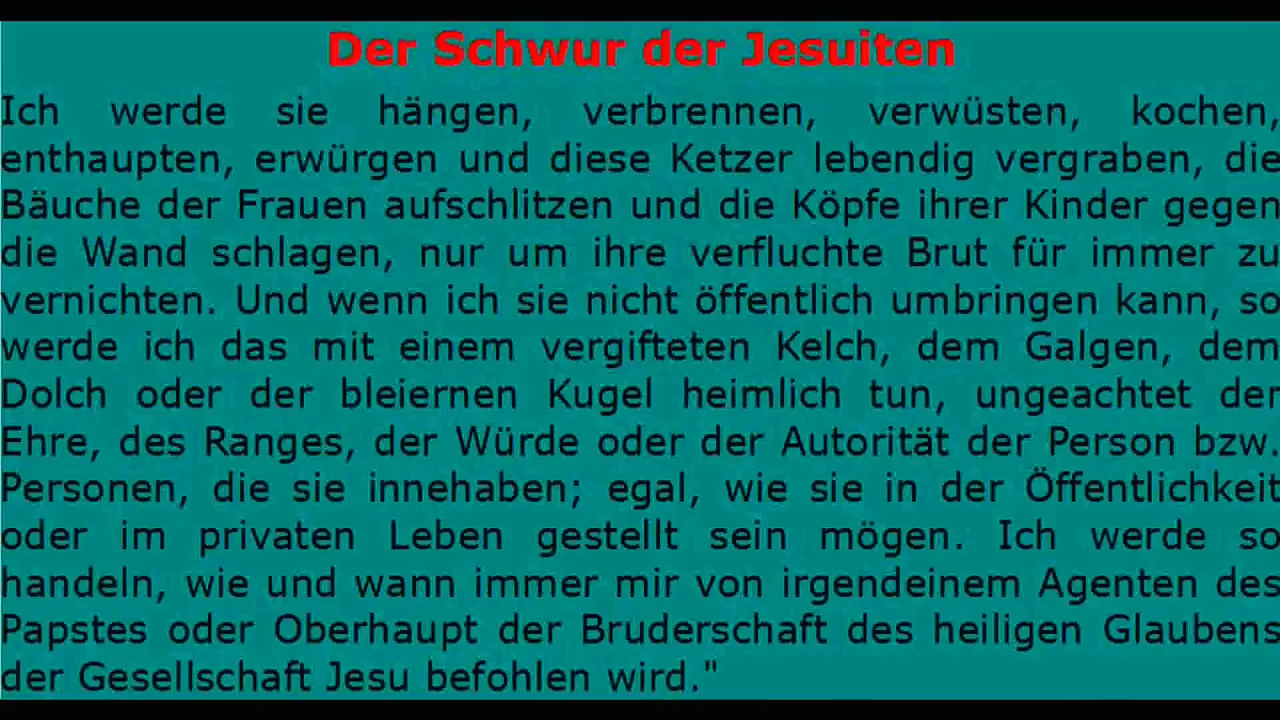 Der Schwur der Jesuiten
Ich werde sie hängen, verbrennen, verwüsten, kochen,
enthaupten, erwürgen und diese Ketzer lebendig vergraben, die
Bäuche der Frauen aufschlitzen und die Köpfe ihrer Kinder gegen
die Wand schlagen, nur um ihre verfluchte Brut für immer zu
vernichten. Und wenn ich sie nicht öffentlich umbringen kann, so
werde ich das mit einem vergifteten Kelch, dem Galgen, dem
Dolch oder der bleiernen Kugel heimlich tun, ungeachtet der
Ehre, des Ranges, der Würde oder der Autorität der Person bzw.
Personen, die sie innehaben; egal, wie sie in der Öffentlichkeit
oder im privaten Leben gestellt sein mögen. Ich werde so
handeln, wie und wann immer mir von irgendeinem Agenten des
Papstes oder Oberhaupt der Bruderschaft des heiligen Glaubens
der Gesellschaft Jesu befohlen wird."